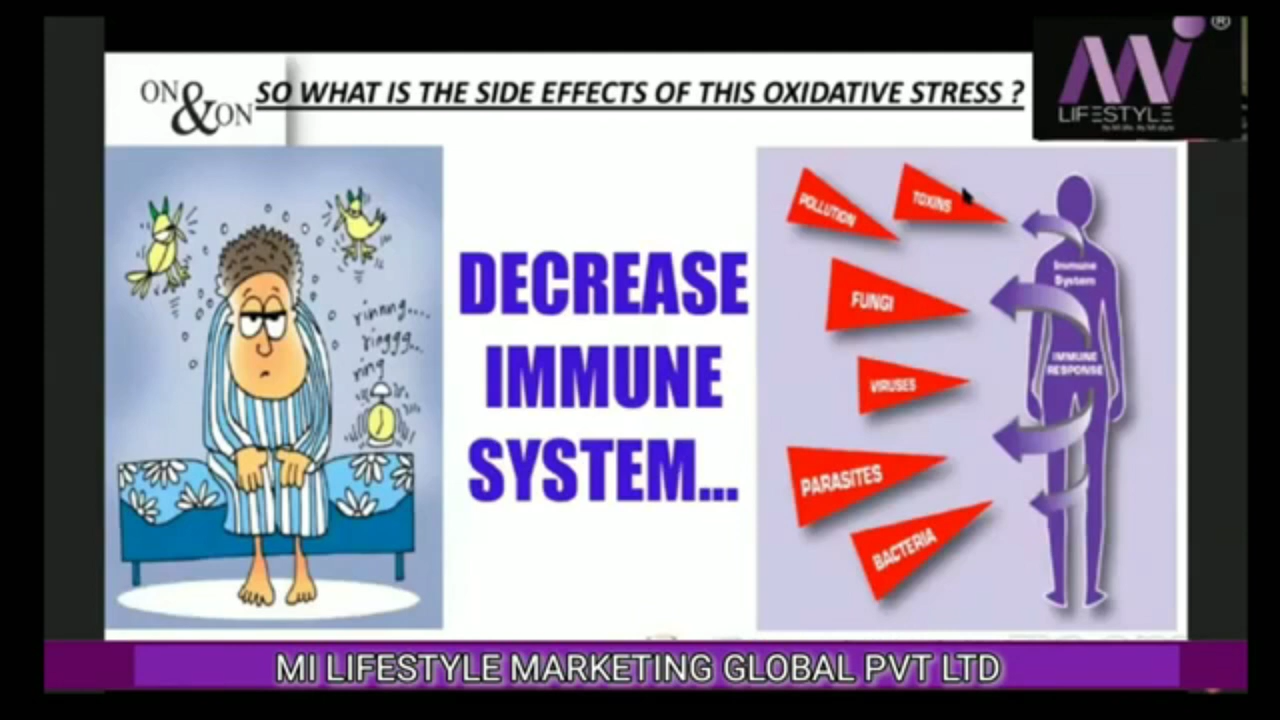 ON
&
ON
SO WHAT IS THE SIDE EFFECTS OF THIS OXIDATIVE STRESS ?
Mi ®
LIFESTYLE
DECREASE
IMMUNE
SYSTEM...
rinnng....
ringgg...
ring
POLLUTION
TOXINS
FUNGI
VIRUSES
PARASITES
BACTERIA
Immune
System
IMMUNE
RESPONSE
MI LIFESTYLE MARKETING GLOBAL PVT LTD